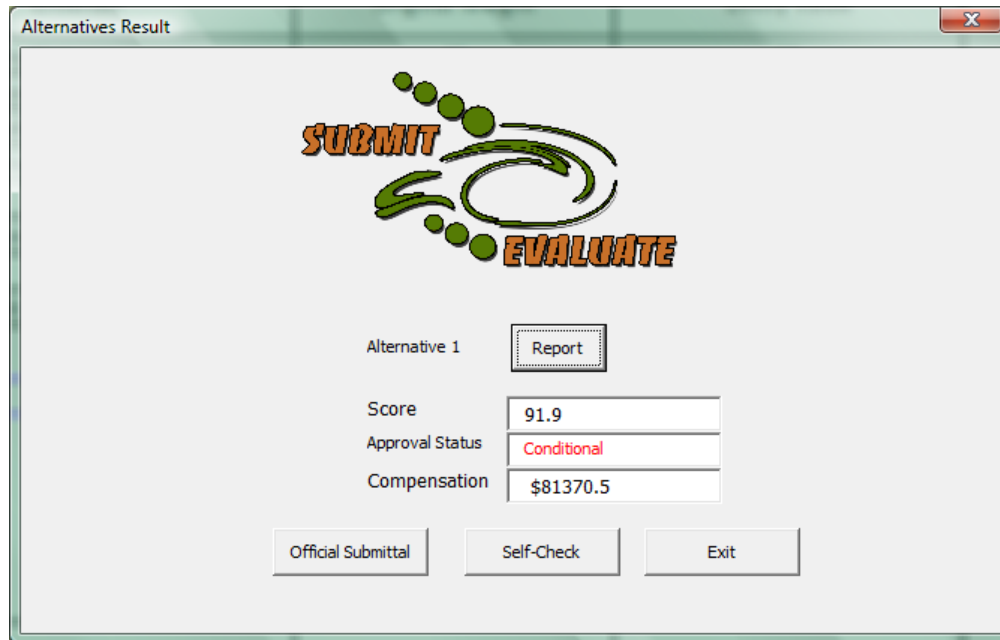 Alternatives Result
SUBMIT
EVALUATE
Alternative 1 Report
Score 91.9
Approval Status Conditional
Compensation $81370.5
Official Submittal Self-Check Exit